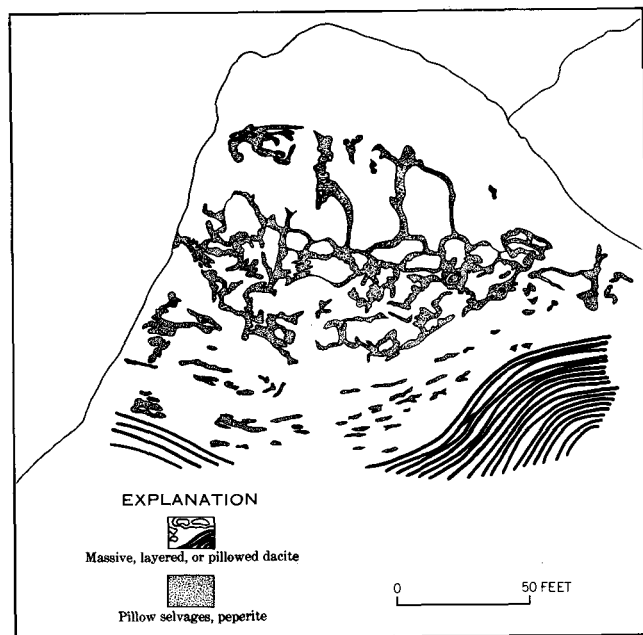 EXPLANATION
Massive, layered, or pillowed dacite
Pillow selvages, peperite
0 50 FEET